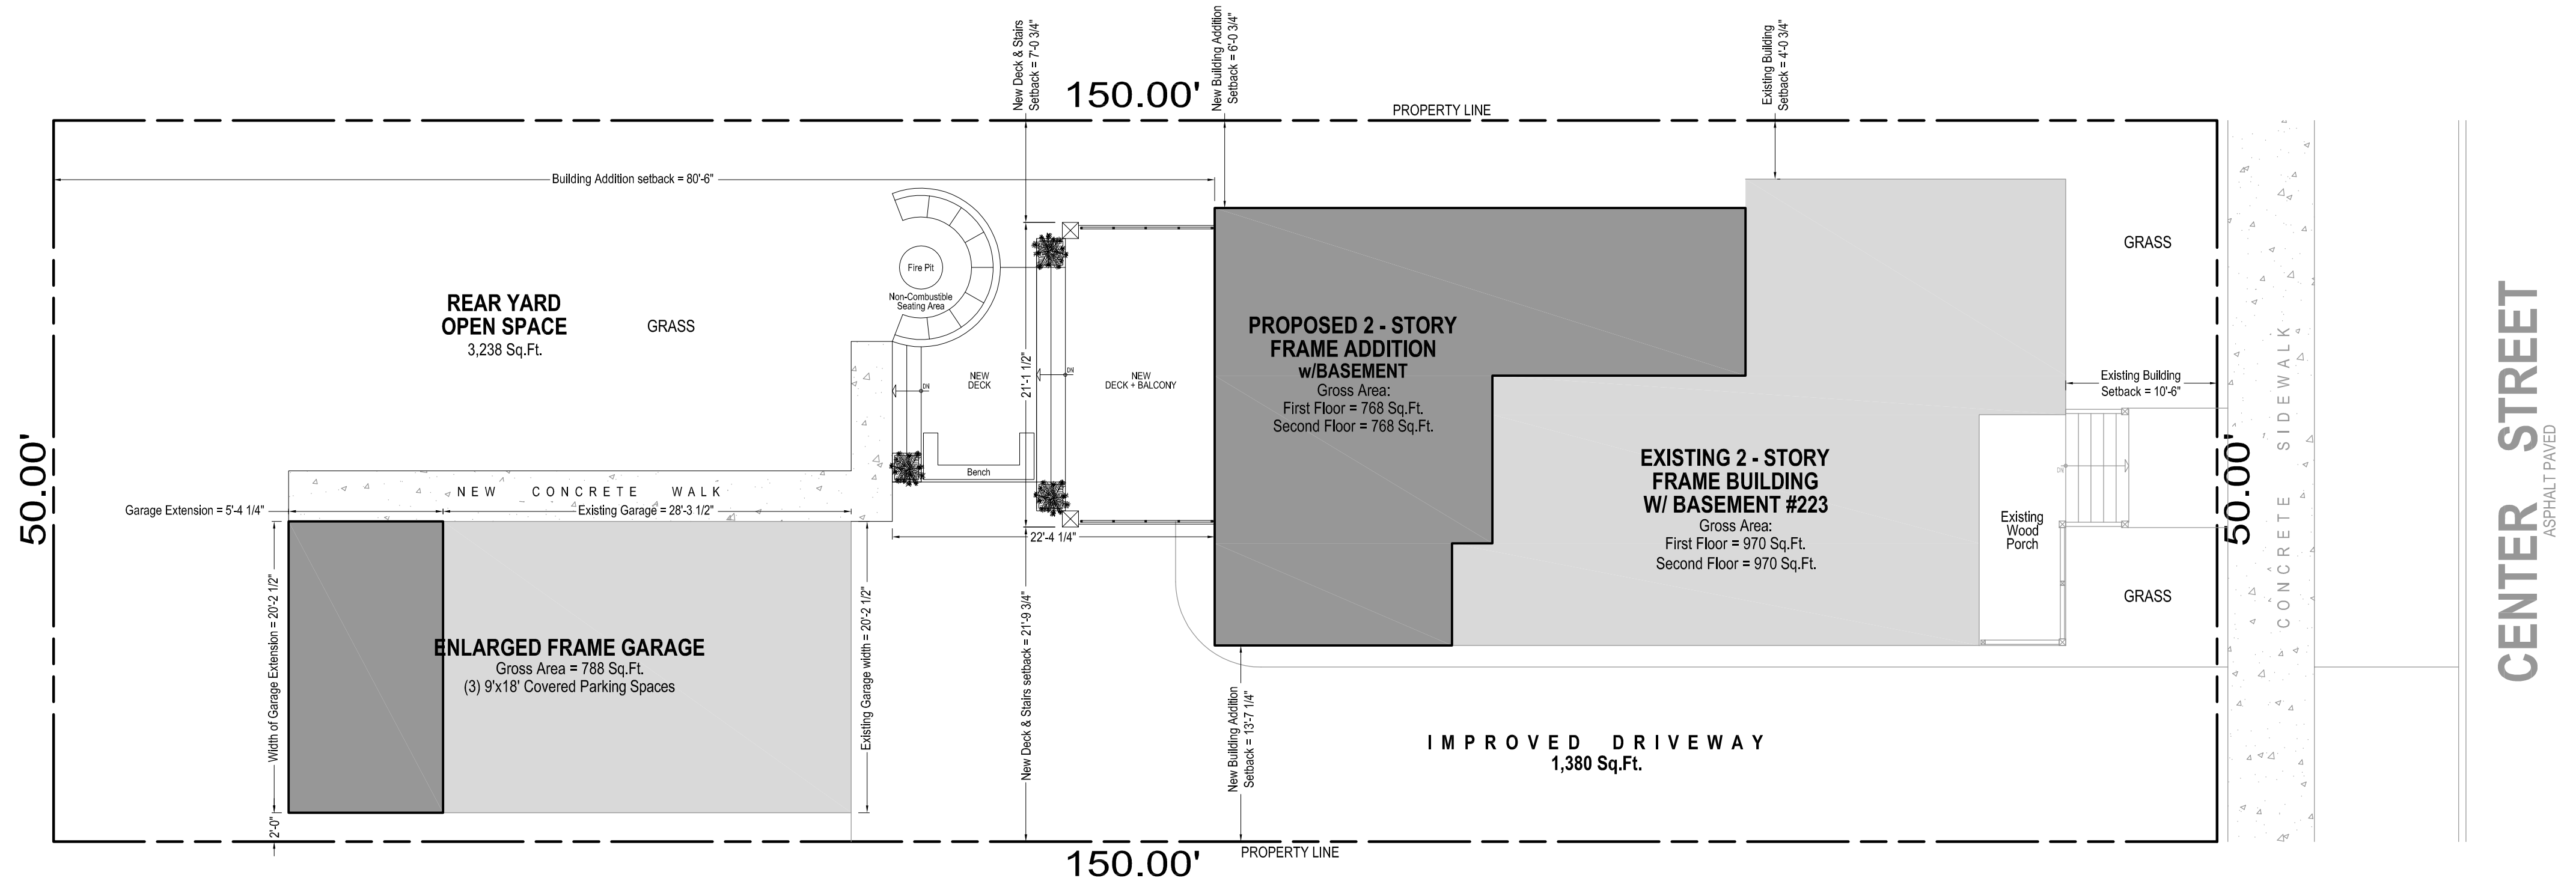 New Deck & Stairs
Setback = 7'-0 3/4"
150.00'
New Building Addition
Setback = 6'-0 3/4"
PROPERTY LINE
Existing Building
Setback = 4'-0 3/4"
Building Addition setback = 80'-6"
REAR YARD
OPEN SPACE
3,238 Sq.Ft.
GRASS
Fire Pit
Non-Combustible
Seating Area
NEW
DECK
DN
21'-1 1/2"
DN
NEW
DECK + BALCONY
Bench
22'-4 1/4"
PROPOSED 2 - STORY
FRAME ADDITION
w/BASEMENT
Gross Area:
First Floor = 768 Sq.Ft.
Second Floor = 768 Sq.Ft.
EXISTING 2 - STORY
FRAME BUILDING
W/ BASEMENT #223
Gross Area:
First Floor = 970 Sq.Ft.
Second Floor = 970 Sq.Ft.
Existing
Wood
Porch
DN
GRASS
Existing Building
Setback = 10'-6"
GRASS
50.00'
50.00'
CONCRETE SIDEWALK
CENTER STREET
ASPHALT PAVED
NEW CONCRETE WALK
Garage Extension = 5'-4 1/4"
Existing Garage = 28'-3 1/2"
Width of Garage Extension = 20'-2 1/2"
2'-0"
ENLARGED FRAME GARAGE
Gross Area = 788 Sq.Ft.
(3) 9'x18' Covered Parking Spaces
Existing Garage width = 20'-2 1/2"
New Deck & Stairs setback = 21'-9 3/4"
New Building Addition
Setback = 13'-7 1/4"
IMPROVED DRIVEWAY
1,380 Sq.Ft.
150.00'
PROPERTY LINE